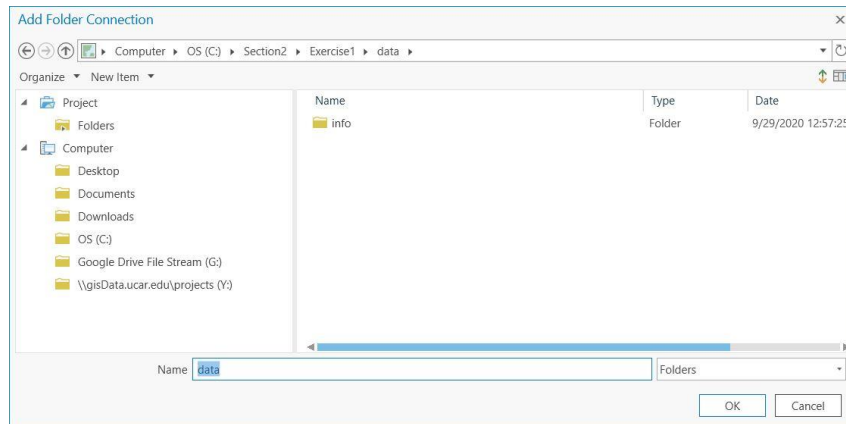 Add Folder Connection
Computer OS (C:) Section2 Exercise1 data
Organize New Item
Project
Folders
Computer
Desktop
Documents
Downloads
OS (C:)
Google Drive File Stream (G:)
\\gisData.ucar.edu\projects (Y:)
Name Type Date
info Folder 9/29/2020 12:57:25
Name data Folders
OK Cancel